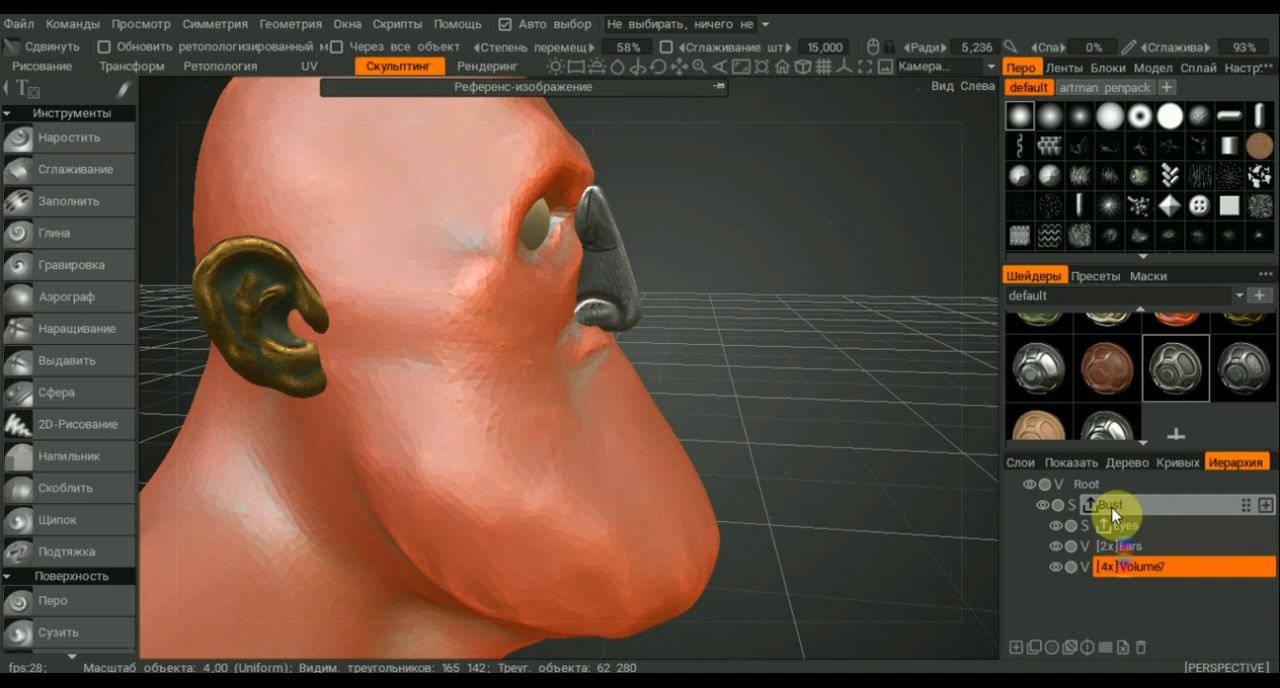 Файл Команды Просмотр Симметрия Геометрия Окна Скрипты Помощь Авто выбор Не выбирать, ничего не
Сдвинуть Обновить ретопологизированный м Через все объект Степень перемещ 58% Сглаживание шт 15,000 Ради 5,236 Спа 0% Сглажива 93%
Рисование Трансформ Ретопология UV Скульптинг Рендеринг Камера... Перо Ленты Блоки Модел Сплай Настр...
Референс-изображение Вид Слева default artman penpack
Инструменты
Наростить
Сглаживание
Заполнить
Глина
Гравировка
Аэрограф
Наращивание
Выдавить
Сфера
2D-Рисование
Напильник
Скоблить
Щипок
Подтяжка
Поверхность
Перо
Сузить
Шейдеры Пресеты Маски
default
Слои Показать Дерево Кривых Иерархия
V Root
S Bust
S Eyes
V [2x]Ears
V [4x]Volume7
fps:28; Масштаб объекта: 4,00 (Uniform); Видим. треугольников: 165 142; Треуг. объекта: 62 280 [PERSPECTIVE]